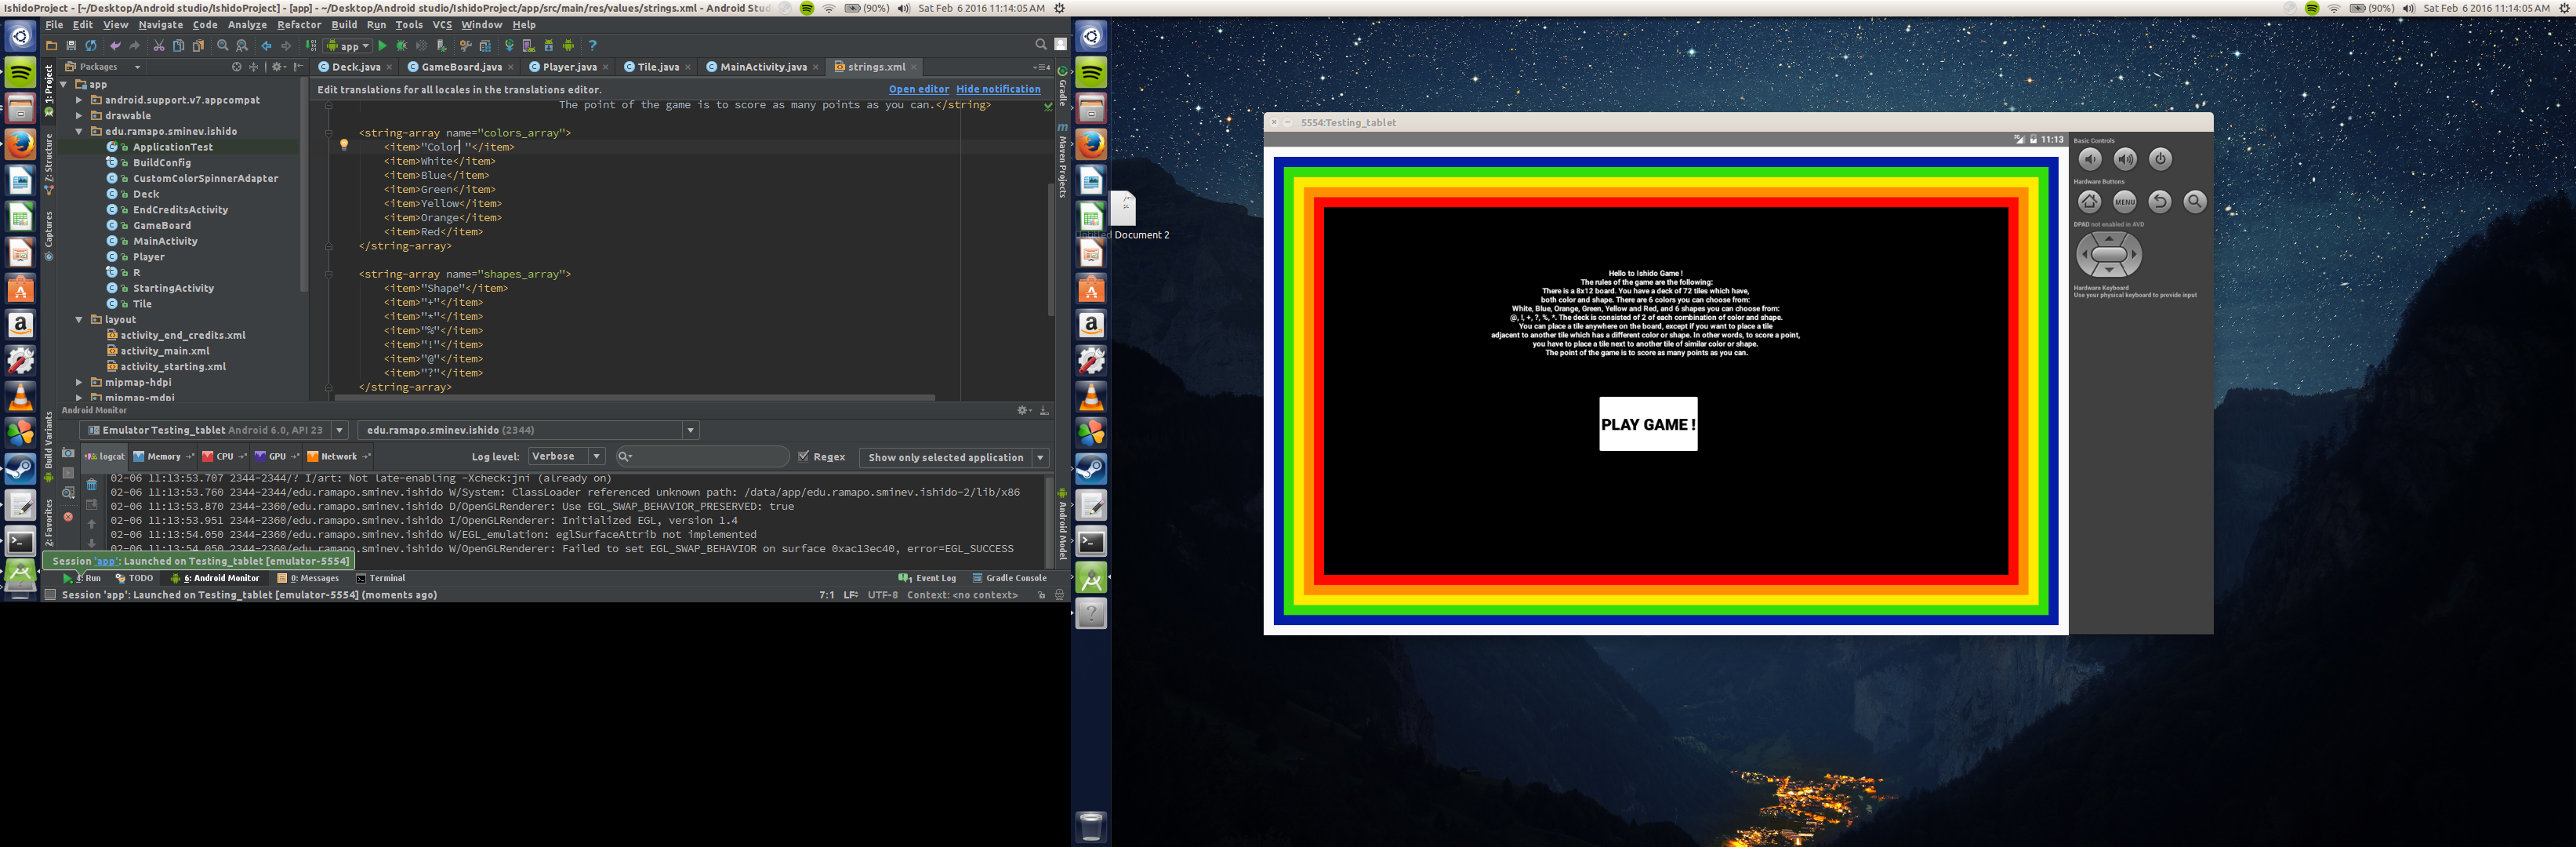 IshidoProject - [~/Desktop/Android studio/IshidoProject] - [app] - ~/Desktop/Android studio/IshidoProject/app/src/main/res/values/strings.xml - Android Stud
(90%) Sat Feb 6 2016 11:14:05 AM
File Edit View Navigate Code Analyze Refactor Build Run Tools VCS Window Help
app
Packages
Deck.java GameBoard.java Player.java Tile.java MainActivity.java strings.xml
Edit translations for all locales in the translations editor. Open editor Hide notification
1: Project
7: Structure
Captures
Build Variants
2: Favorites
app
android.support.v7.appcompat
drawable
edu.ramapo.sminev.ishido
ApplicationTest
BuildConfig
CustomColorSpinnerAdapter
Deck
EndCreditsActivity
GameBoard
MainActivity
Player
R
StartingActivity
Tile
layout
activity_end_credits.xml
activity_main.xml
activity_starting.xml
mipmap-hdpi
mipmap-mdpi
The point of the game is to score as many points as you can.</string>
<string-array name="colors_array">
<item>"Color "</item>
<item>White</item>
<item>Blue</item>
<item>Green</item>
<item>Yellow</item>
<item>Orange</item>
<item>Red</item>
</string-array>
<string-array name="shapes_array">
<item>"Shape"</item>
<item>"+"</item>
<item>"*"</item>
<item>"%"</item>
<item>"!"</item>
<item>"@"</item>
<item>"?"</item>
</string-array>
Gradle
Maven Projects
Android Model
Android Monitor
Emulator Testing_tablet Android 6.0, API 23 edu.ramapo.sminev.ishido (2344)
logcat Memory CPU GPU Network Log level: Verbose Regex Show only selected application
02-06 11:13:53.707 2344-2344/? I/art: Not late-enabling -Xcheck:jni (already on)
02-06 11:13:53.760 2344-2344/edu.ramapo.sminev.ishido W/System: ClassLoader referenced unknown path: /data/app/edu.ramapo.sminev.ishido-2/lib/x86
02-06 11:13:53.870 2344-2360/edu.ramapo.sminev.ishido D/OpenGLRenderer: Use EGL_SWAP_BEHAVIOR_PRESERVED: true
02-06 11:13:53.951 2344-2360/edu.ramapo.sminev.ishido I/OpenGLRenderer: Initialized EGL, version 1.4
02-06 11:13:54.050 2344-2360/edu.ramapo.sminev.ishido W/EGL_emulation: eglSurfaceAttrib not implemented
02-06 11:13:54.050 2344-2360/edu.ramapo.sminev.ishido W/OpenGLRenderer: Failed to set EGL_SWAP_BEHAVIOR on surface 0xac13ec40, error=EGL_SUCCESS
Session 'app': Launched on Testing_tablet [emulator-5554]
4: Run TODO 6: Android Monitor 0: Messages Terminal 1 Event Log Gradle Console
Session 'app': Launched on Testing_tablet [emulator-5554] (moments ago) 7:1 LF UTF-8 Context: <no context>
(90%) Sat Feb 6 2016 11:14:05 AM
Document 2
5554:Testing_tablet
11:13
Hello to Ishido Game !
The rules of the game are the following:
There is a 8x12 board. You have a deck of 72 tiles which have,
both color and shape. There are 6 colors you can choose from:
White, Blue, Orange, Green, Yellow and Red, and 6 shapes you can choose from:
@, !, +, ?, %, *. The deck is consisted of 2 of each combination of color and shape.
You can place a tile anywhere on the board, except if you want to place a tile
adjacent to another tile which has a different color or shape. In other words, to score a point,
you have to place a tile next to another tile of similar color or shape.
The point of the game is to score as many points as you can.
PLAY GAME !
Basic Controls
Hardware Buttons
MENU
DPAD not enabled in AVD
Hardware Keyboard
Use your physical keyboard to provide input